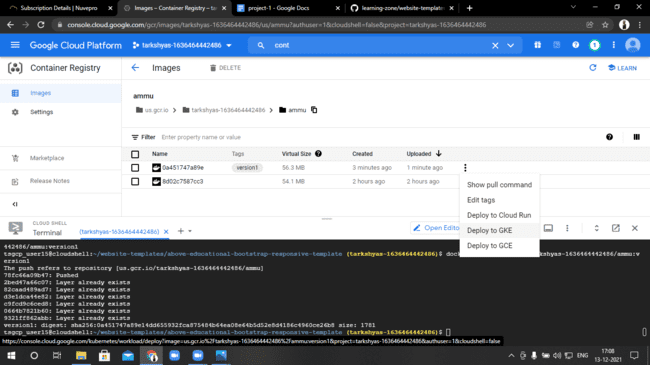 Subscription Details | Nuvepro
Images – Container Registry – t
project-1 - Google Docs
learning-zone/website-template
console.cloud.google.com/gcr/images/tarkshyas-1636464442486/us/ammu?authuser=1&cloudshell=false&project=tarkshyas-1636464442486
Google Cloud Platform
tarkshyas-1636464442486
cont
Container Registry
Images
DELETE
LEARN
Images
Settings
Marketplace
Release Notes
ammu
us.gcr.io
tarkshyas-1636464442486
ammu
Filter
Enter property name or value
Name
Tags
Virtual Size
Created
Uploaded
0a451747a89e
version1
56.3 MB
3 minutes ago
1 minute ago
8d02c7587cc3
54.1 MB
2 hours ago
2 hours ago
Show pull command
Edit tags
Deploy to Cloud Run
Deploy to GKE
Deploy to GCE
CLOUD SHELL
Terminal
(tarkshyas-1636464442486)
Open Edito
442486/ammu:version1
tsgcp_user15@cloudshell:~/website-templates/above-educational-bootstrap-responsive-template (tarkshyas-1636464442486)$ doc
/ammu:ve
rsion1
The push refers to repository [us.gcr.io/tarkshyas-1636464442486/ammu]
78fc66a09b47: Pushed
2bed47a66c07: Layer already exists
82caad489ad7: Layer already exists
d3e1dca44e82: Layer already exists
c9fcd9c6ced8: Layer already exists
0664b7821b60: Layer already exists
9321ff842abb: Layer already exists
version1: digest: sha256:0a451747a89e14dd655932fca875484b64ea08e64b5d52e8d4186c4960ce26b8 size: 1781
tsgcp_user15@cloudshell:~/website-templates/above-educational-bootstrap-responsive-template (tarkshyas-1636464442486)$
https://console.cloud.google.com/kubernetes/workload/deploy?image=us.gcr.io%2Ftarkshyas-1636464442486%2Fammu:version1&project=tarkshyas-1636464442486&authuser=1&cloudshell=false
ENG
17:08
13-12-2021